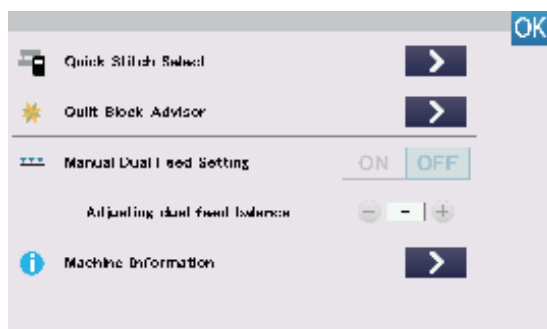 OK
Quick Stitch Select
Quilt Block Advisor
Manual Dual Feed Setting
ON OFF
Adjusting dual feed balance
-
Machine Information